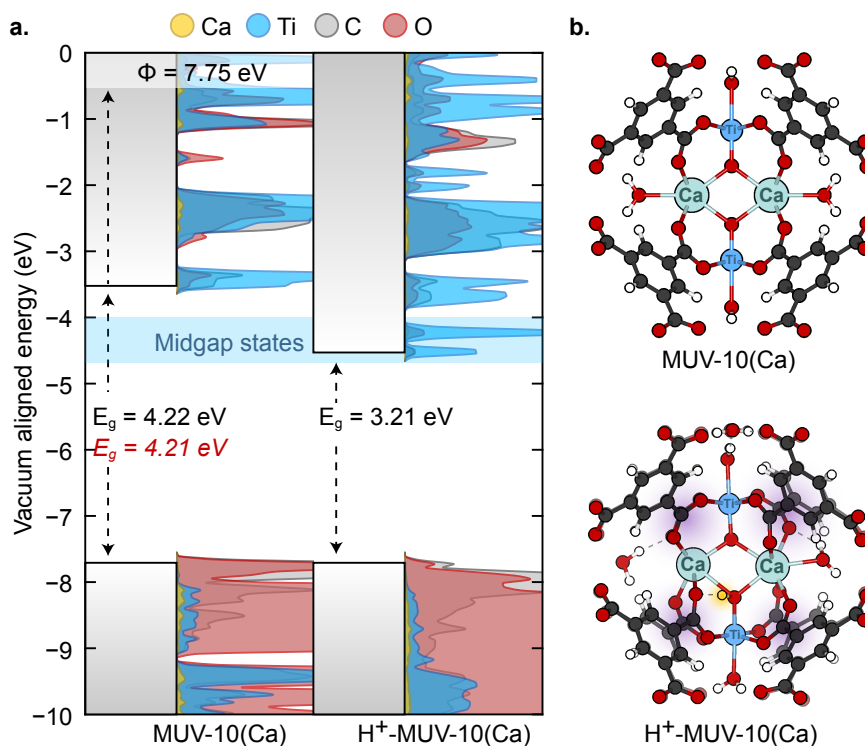 Ca Ti C O
a.
b.
Vacuum aligned energy (eV)
0
−1
−2
−3
−4
−5
−6
−7
−8
−9
−10
Φ = 7.75 eV
Midgap states
E_g = 4.22 eV
E_g = 4.21 eV
E_g = 3.21 eV
MUV-10(Ca)
H⁺-MUV-10(Ca)
Ti
Ca Ca
Ti
MUV-10(Ca)
Ti
Ca Ca
Ti
H⁺-MUV-10(Ca)